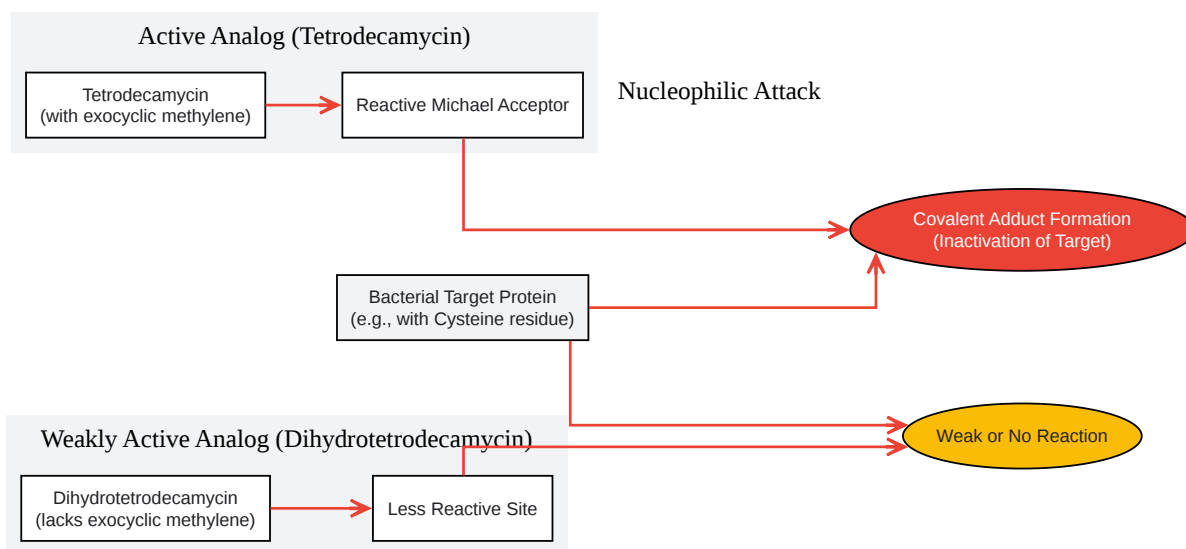 Active Analog (Tetrodecamycin)
Tetrodecamycin
(with exocyclic methylene)
Reactive Michael Acceptor
Nucleophilic Attack
Covalent Adduct Formation
(Inactivation of Target)
Bacterial Target Protein
(e.g., with Cysteine residue)
Weakly Active Analog (Dihydrotetrodecamycin)
Weak or No Reaction
Dihydrotetrodecamycin
(lacks exocyclic methylene)
Less Reactive Site